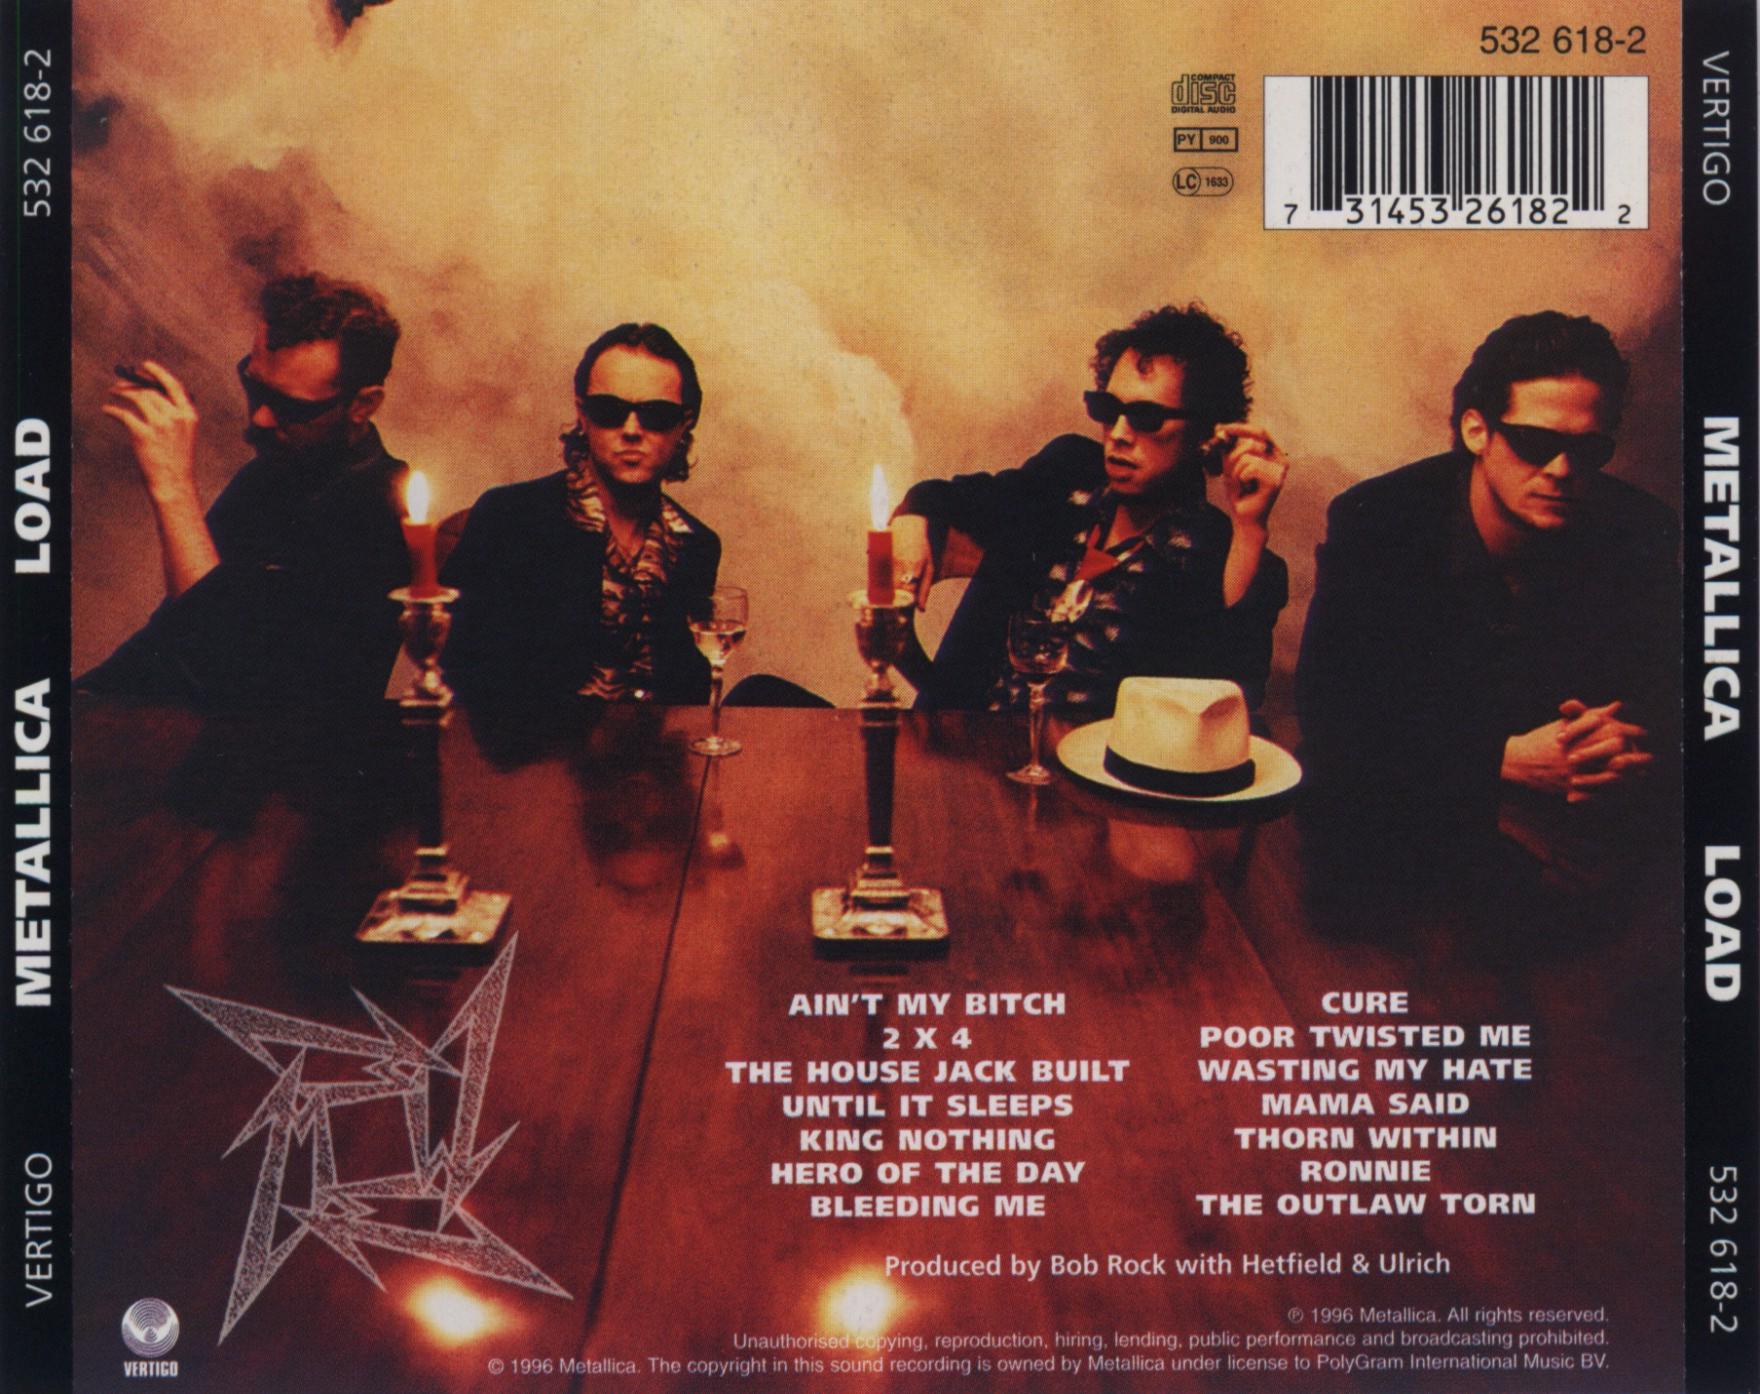 532 618-2
COMPACT
disc
DIGITAL AUDIO
PY 900
LC 1633
7 31453 26182 2
532 618-2
LOAD
METALLICA
VERTIGO
VERTIGO
METALLICA
LOAD
532 618-2
AIN'T MY BITCH
2 X 4
THE HOUSE JACK BUILT
UNTIL IT SLEEPS
KING NOTHING
HERO OF THE DAY
BLEEDING ME
CURE
POOR TWISTED ME
WASTING MY HATE
MAMA SAID
THORN WITHIN
RONNIE
THE OUTLAW TORN
Produced by Bob Rock with Hetfield & Ulrich
℗ 1996 Metallica. All rights reserved.
Unauthorised copying, reproduction, hiring, lending, public performance and broadcasting prohibited.
© 1996 Metallica. The copyright in this sound recording is owned by Metallica under license to PolyGram International Music BV.
VERTIGO